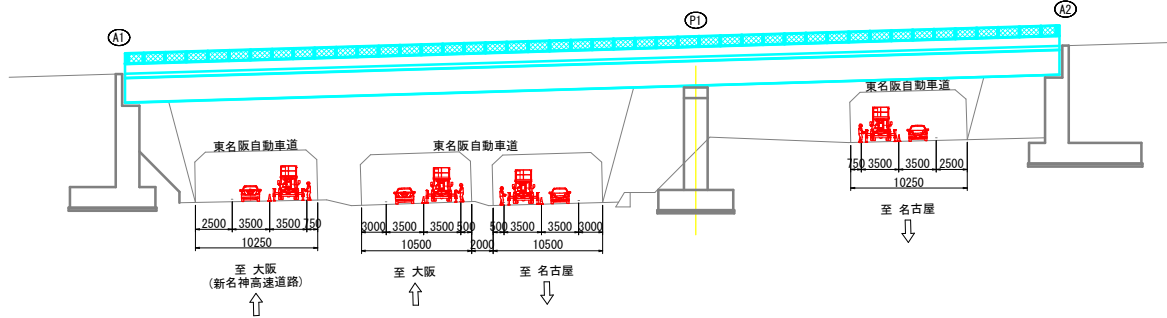 A1
P1
A2
東名阪自動車道
東名阪自動車道
東名阪自動車道
2500 3500 3500 750
10250
至 大阪
(新名神高速道路)
3000 3500 3500 500
10500
2000
至 大阪
500 3500 3500 3000
10500
至 名古屋
750 3500 3500 2500
10250
至 名古屋